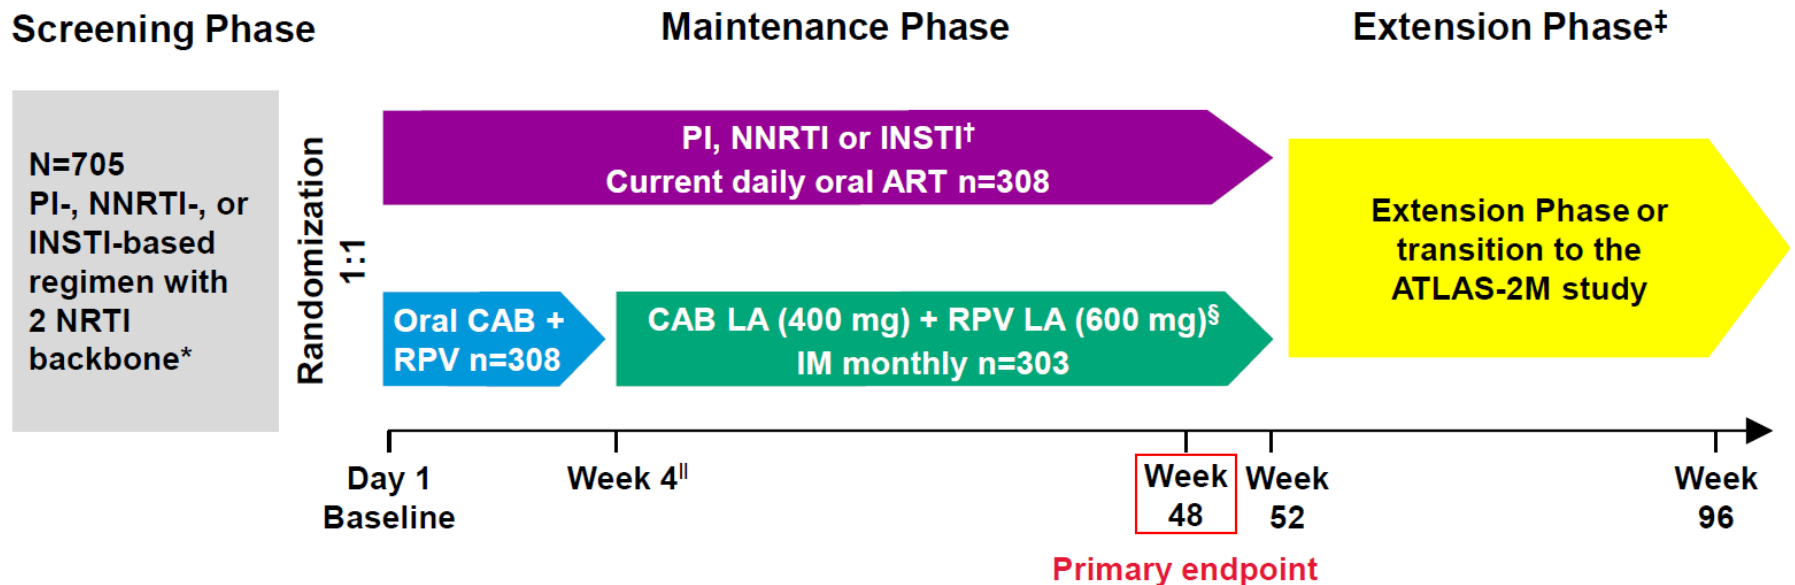 Screening Phase
Maintenance Phase
Extension Phase‡
N=705
PI-, NNRTI-, or
INSTI-based
regimen with
2 NRTI
backbone*
Randomization
1:1
PI, NNRTI or INSTI†
Current daily oral ART n=308
Oral CAB +
RPV n=308
CAB LA (400 mg) + RPV LA (600 mg)§
IM monthly n=303
Extension Phase or
transition to the
ATLAS-2M study
Day 1
Baseline
Week 4||
Week
48
Week
52
Week
96
Primary endpoint